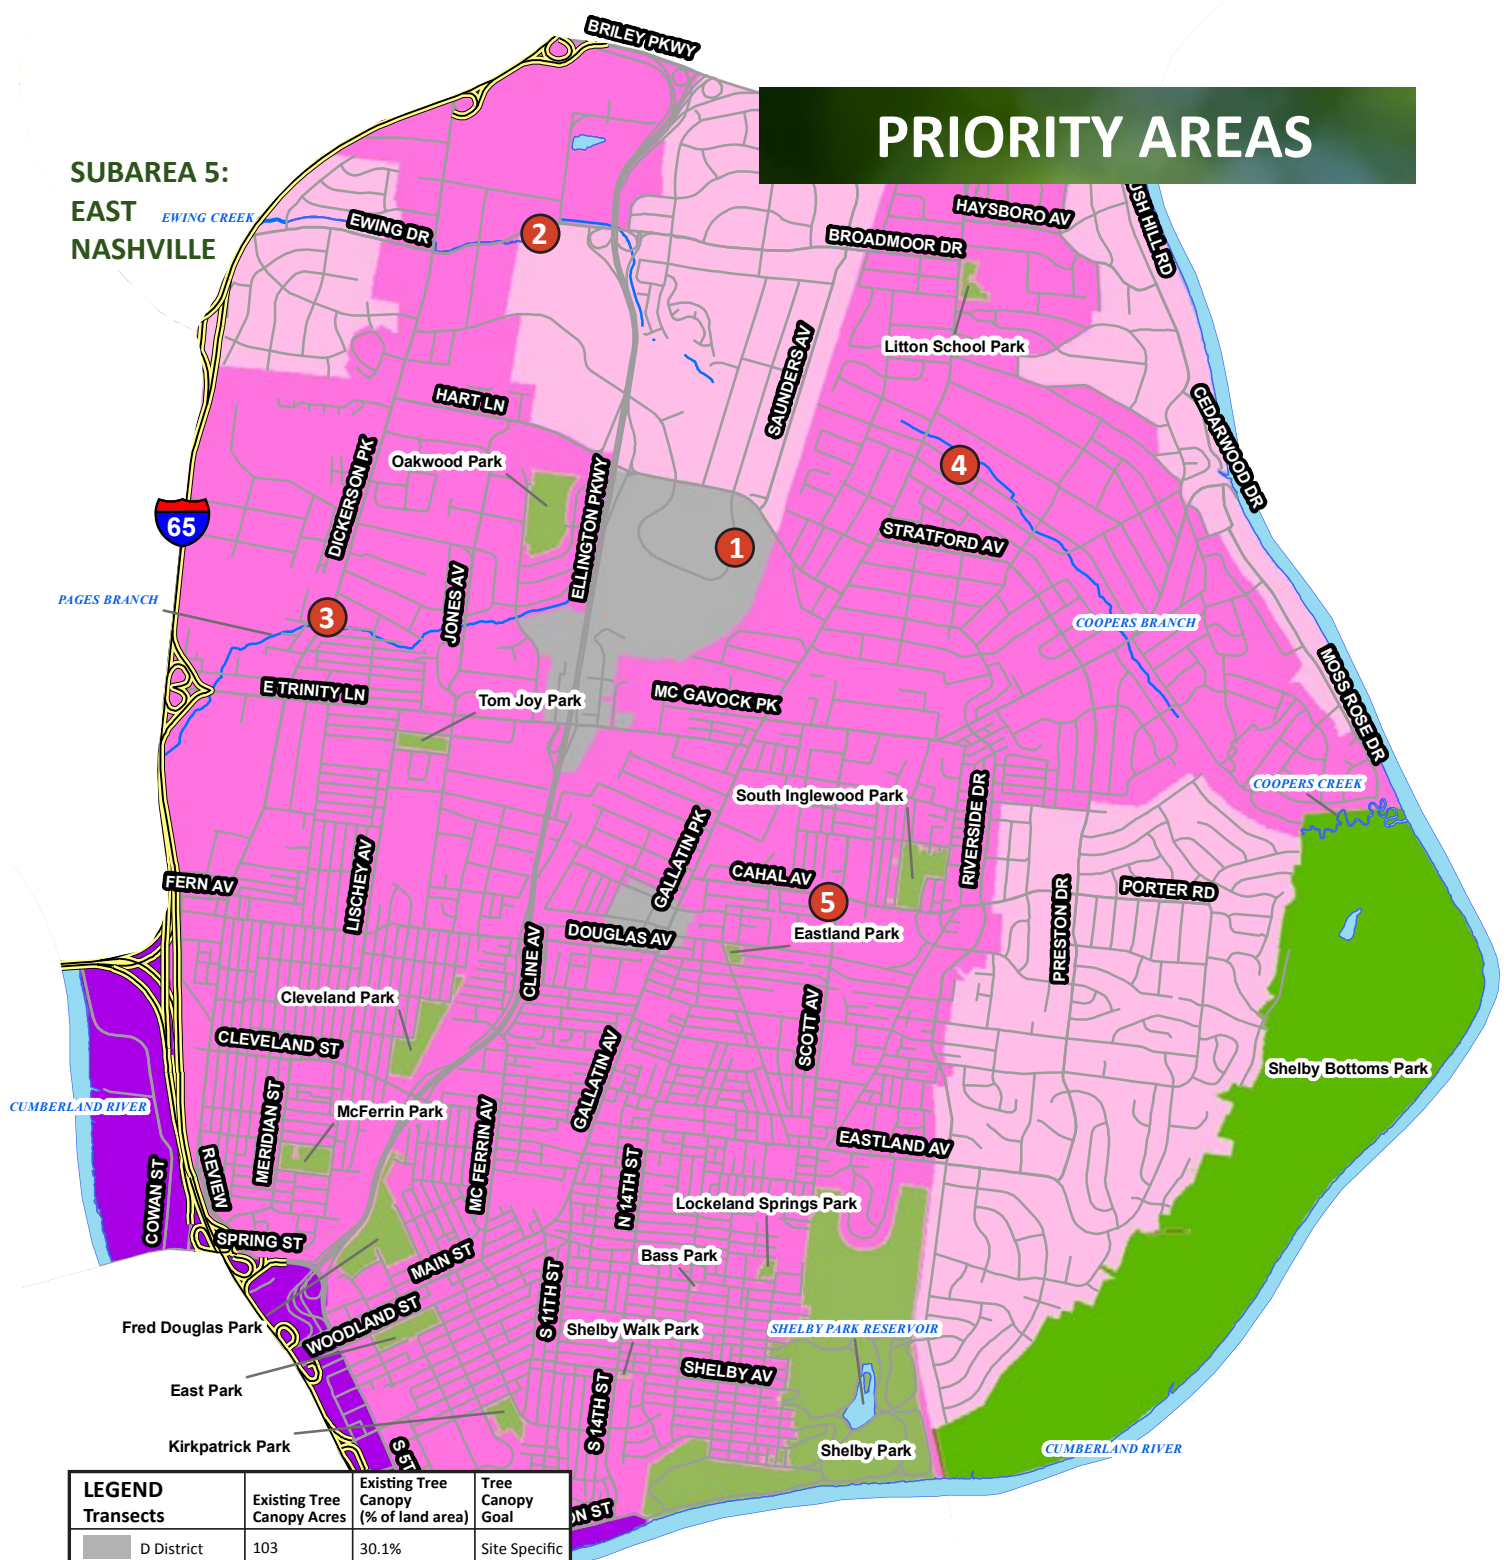 BRILEY PKWY
PRIORITY AREAS
SUBAREA 5:
EAST
NASHVILLE
EWING CREEK
EWING DR
2
HAYSBORO AV
BROADMOOR DR
USH HILL RD
Litton School Park
SAUNDERS AV
HART LN
CEDARWOOD DR
Oakwood Park
DICKERSON PK
4
65
ELLINGTON PKWY
1
STRATFORD AV
PAGES BRANCH
3
JONES AV
COOPERS BRANCH
E TRINITY LN
Tom Joy Park
MC GAVOCK PK
MOSS ROSE DR
COOPERS CREEK
South Inglewood Park
RIVERSIDE DR
GALLATIN PK
FERN AV
LISCHEY AV
CAHAL AV
5
PORTER RD
PRESTON DR
DOUGLAS AV
Eastland Park
CLINE AV
Cleveland Park
SCOTT AV
CLEVELAND ST
GALLATIN AV
Shelby Bottoms Park
CUMBERLAND RIVER
MERIDIAN ST
McFerrin Park
MC FERRIN AV
EASTLAND AV
COWAN ST
REVIEW
N 14TH ST
Lockeland Springs Park
SPRING ST
MAIN ST
Bass Park
S 11TH ST
Fred Douglas Park
WOODLAND ST
Shelby Walk Park
SHELBY PARK RESERVOIR
East Park
SHELBY AV
S 14TH ST
Kirkpatrick Park
S 5T
Shelby Park
CUMBERLAND RIVER
ON ST
LEGEND
Transects
Existing Tree
Canopy Acres
Existing Tree
Canopy
(% of land area)
Tree
Canopy
Goal
D District
103
30.1%
Site Specific